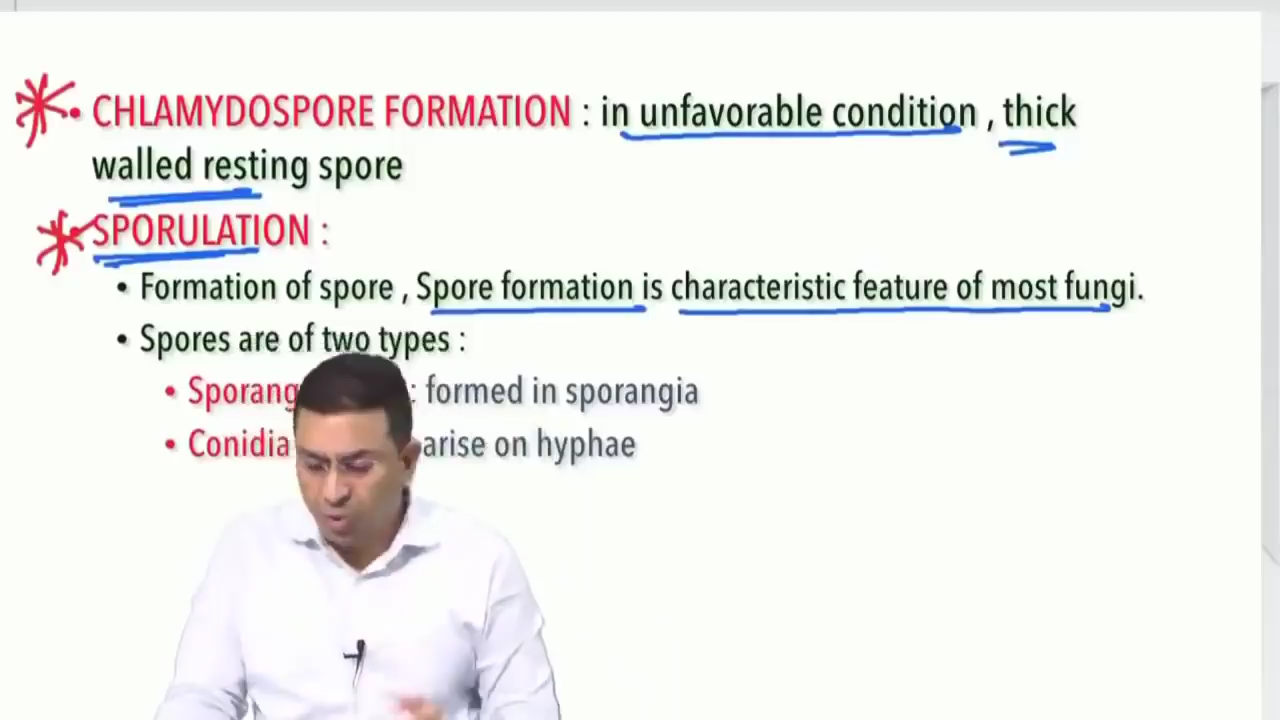 • CHLAMYDOSPORE FORMATION : in unfavorable condition , thick
walled resting spore
• SPORULATION :
• Formation of spore , Spore formation is characteristic feature of most fungi.
• Spores are of two types :
• : formed in sporangia
• Conidia arise on hyphae